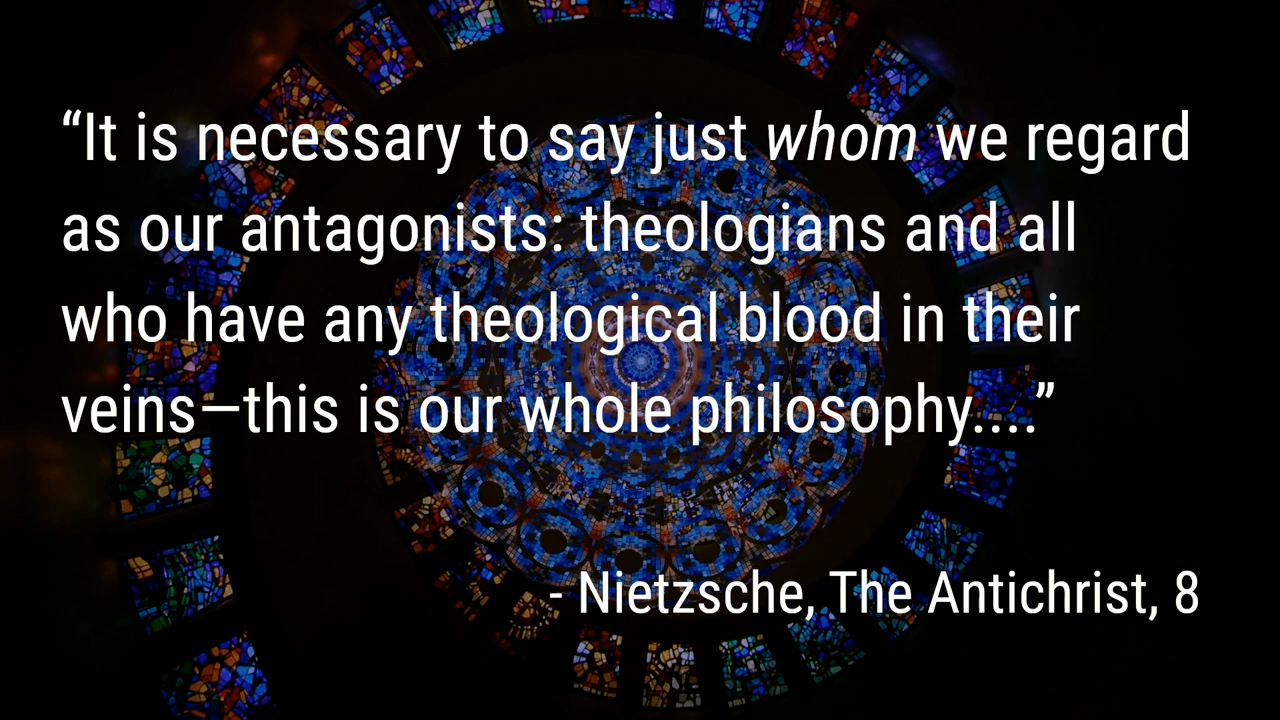 “It is necessary to say just whom we regard
as our antagonists: theologians and all
who have any theological blood in their
veins—this is our whole philosophy....”
- Nietzsche, The Antichrist, 8